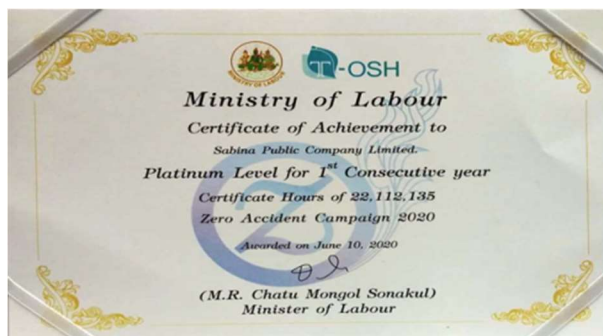 MINISTRY OF LABOUR
T-OSH
Ministry of Labour
Certificate of Achievement to
Sabina Public Company Limited.
Platinum Level for 1st Consecutive year
Certificate Hours of 22,112,135
Zero Accident Campaign 2020
Awarded on June 10, 2020
(M.R. Chatu Mongol Sonakul)
Minister of Labour